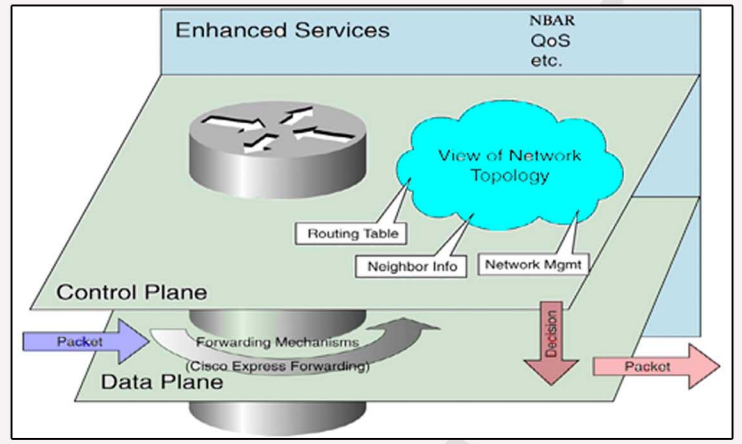 Enhanced Services
NBAR
QoS
etc.
View of Network
Topology
Routing Table
Neighbor Info
Network Mgmt
Control Plane
Packet
Forwarding Mechanisms
(Cisco Express Forwarding)
Decision
Packet
Data Plane